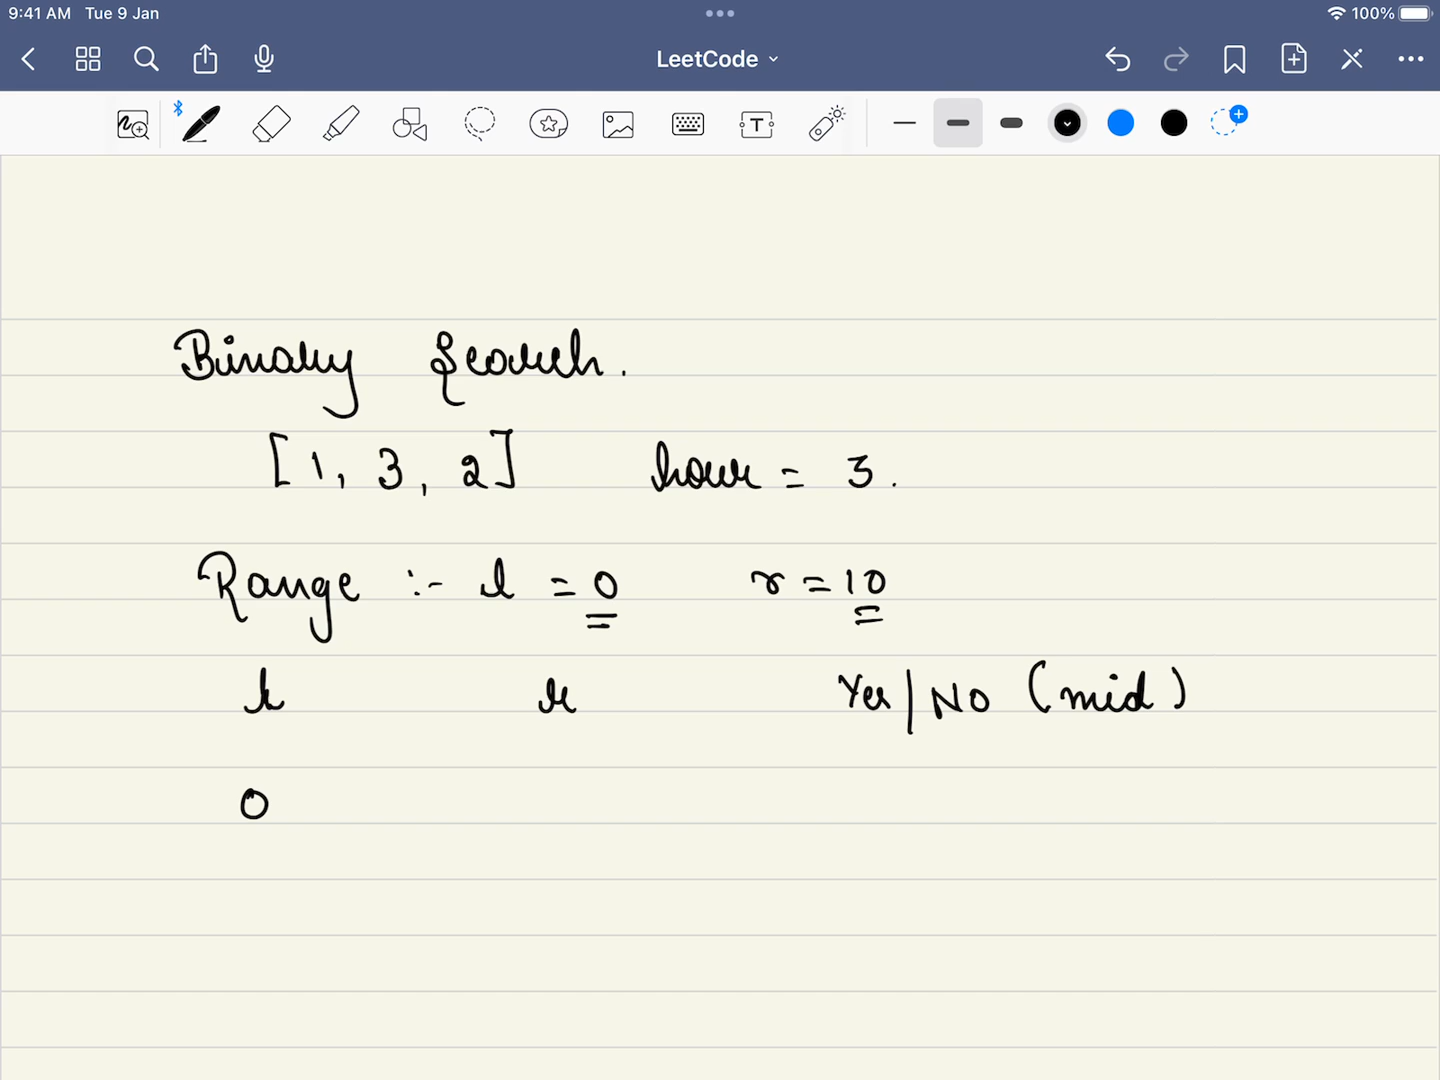 9:41 AM Tue 9 Jan 100%
LeetCode
T
Binary Search.
[1, 3, 2] hour = 3.
Range :- l = 0 r = 10
l r Yes | NO (mid)
0